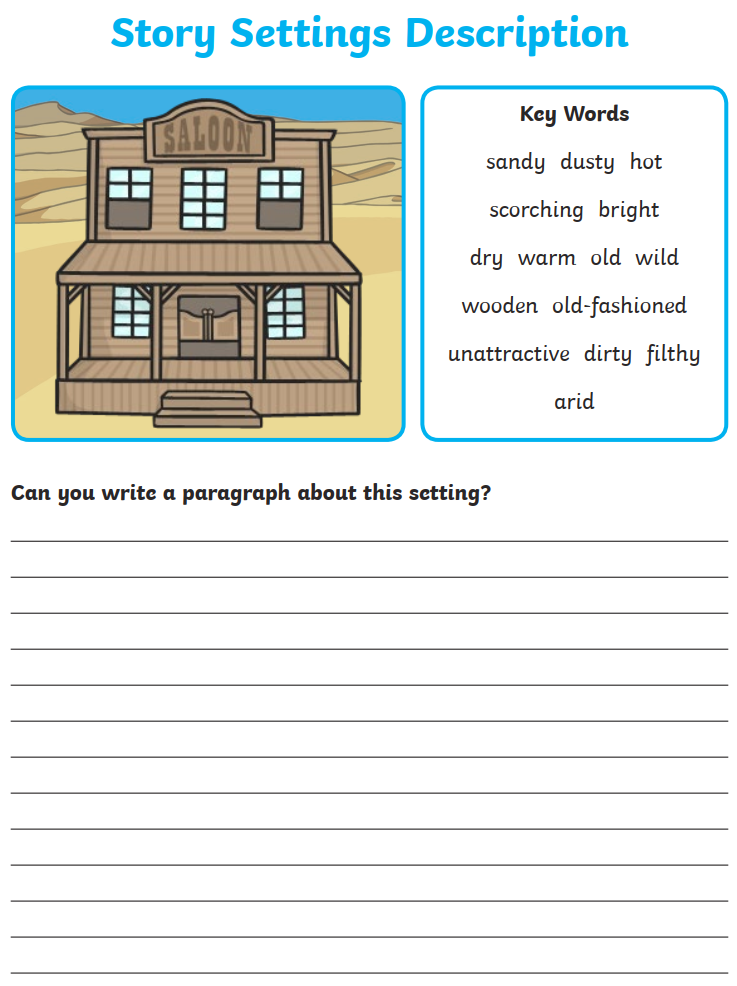 Story Settings Description
SALOON
Key Words
sandy dusty hot
scorching bright
dry warm old wild
wooden old-fashioned
unattractive dirty filthy
arid
Can you write a paragraph about this setting?